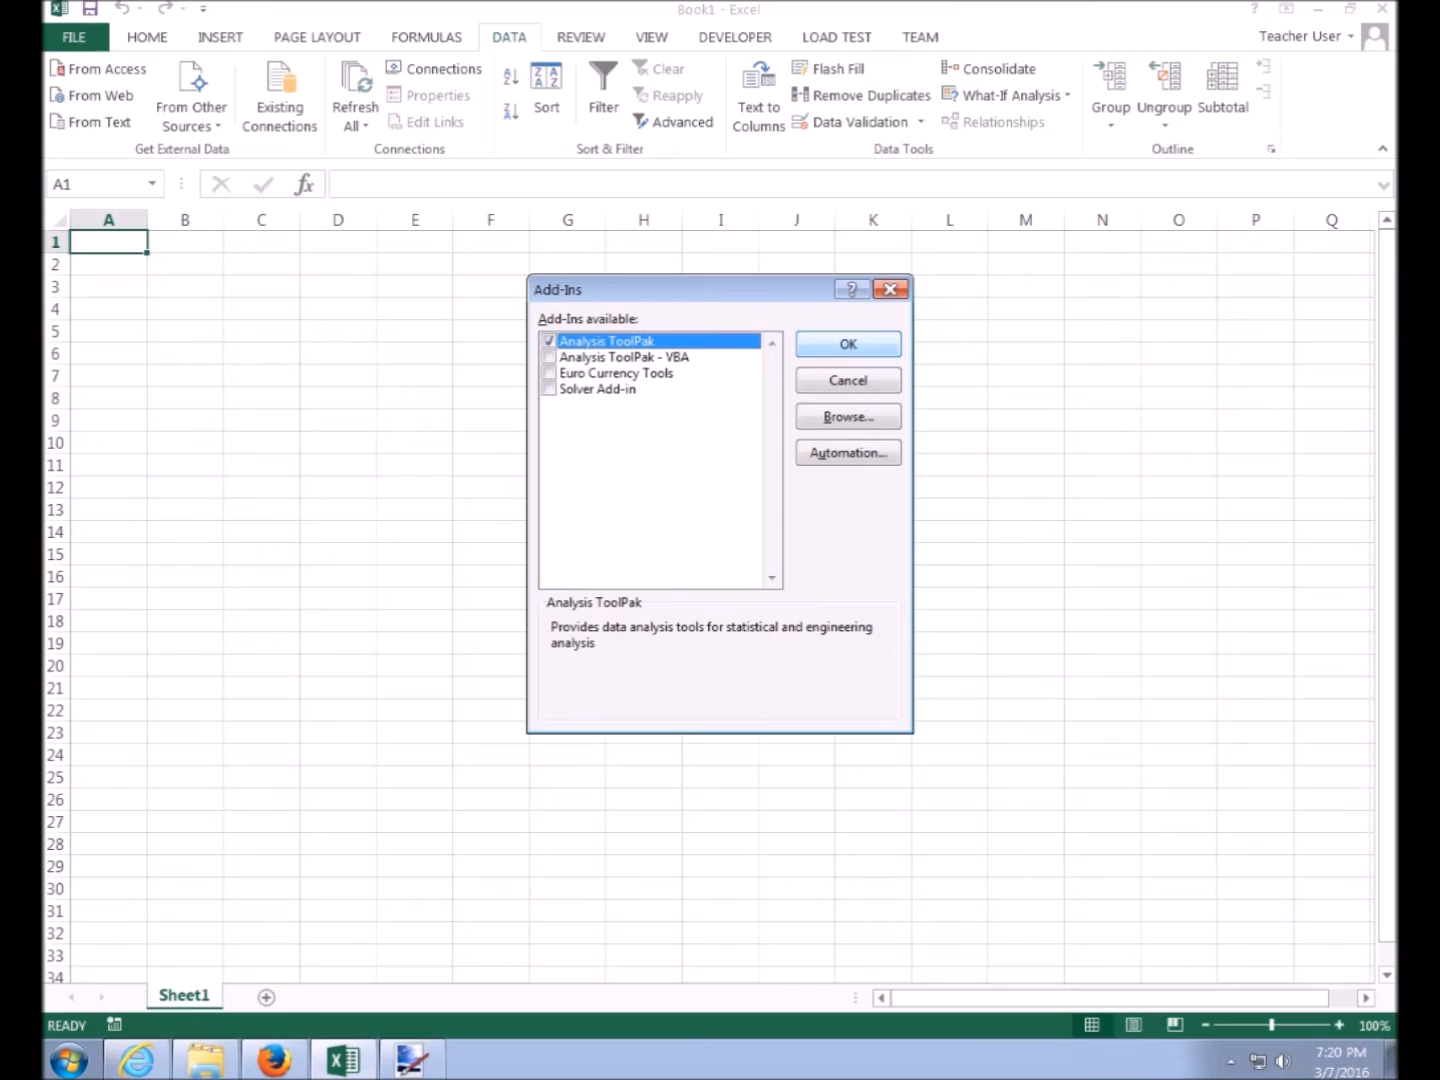 Book1 - Excel
FILE HOME INSERT PAGE LAYOUT FORMULAS DATA REVIEW VIEW DEVELOPER LOAD TEST TEAM Teacher User
From Access
From Web
From Text
From Other Sources
Existing Connections
Get External Data
Refresh All
Connections
Properties
Edit Links
Connections
Sort
Filter
Clear
Reapply
Advanced
Sort & Filter
Text to Columns
Flash Fill
Remove Duplicates
Data Validation
Consolidate
What-If Analysis
Relationships
Data Tools
Group
Ungroup
Subtotal
Outline
A1
fx
A B C D E F G H I J K L M N O P Q
1
2
3
4
5
6
7
8
9
10
11
12
13
14
15
16
17
18
19
20
21
22
23
24
25
26
27
28
29
30
31
32
33
34
Add-Ins
?
Add-Ins available:
Analysis ToolPak
Analysis ToolPak - VBA
Euro Currency Tools
Solver Add-in
OK
Cancel
Browse...
Automation...
Analysis ToolPak
Provides data analysis tools for statistical and engineering
analysis
Sheet1
READY
100%
7:20 PM
3/7/2016